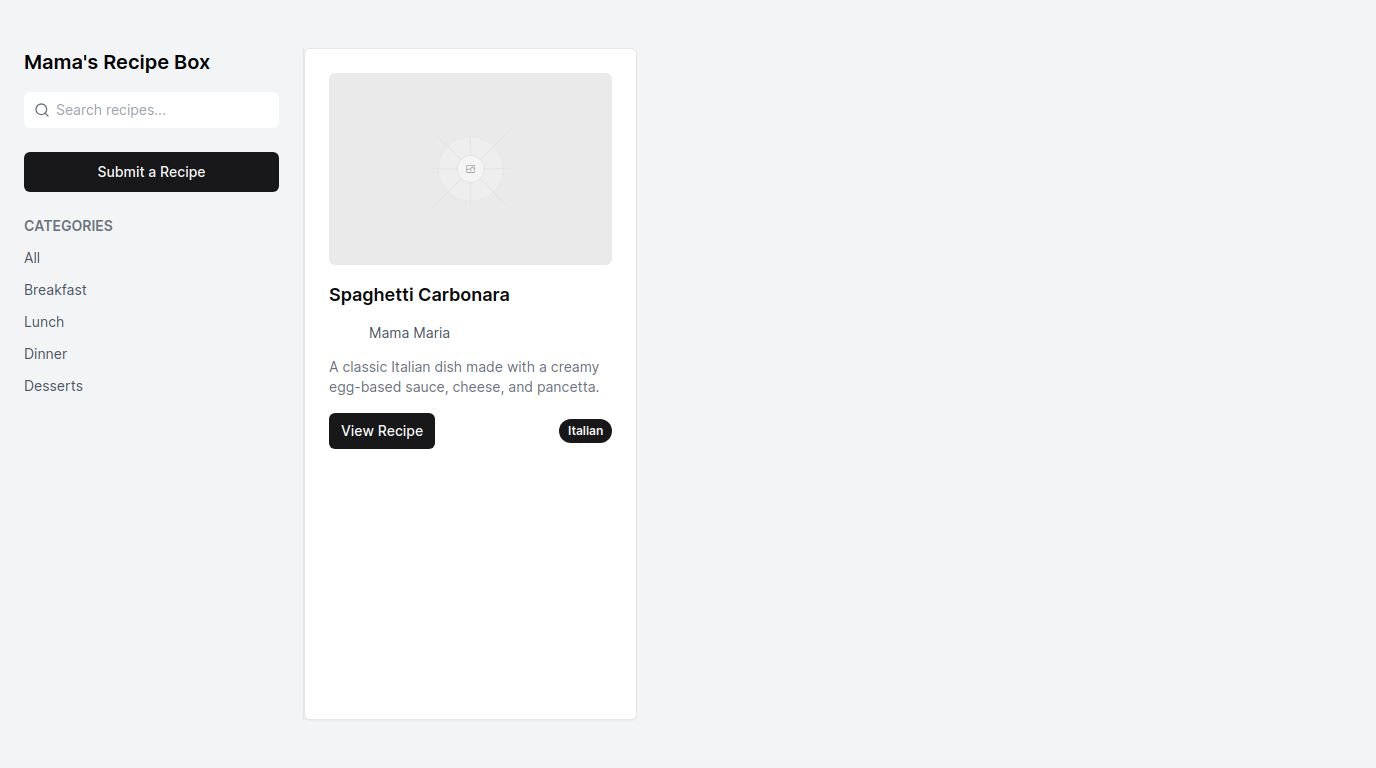 Mama's Recipe Box
Search recipes...
Submit a Recipe
CATEGORIES
All
Breakfast
Lunch
Dinner
Desserts
Spaghetti Carbonara
Mama Maria
A classic Italian dish made with a creamy
egg-based sauce, cheese, and pancetta.
View Recipe
Italian